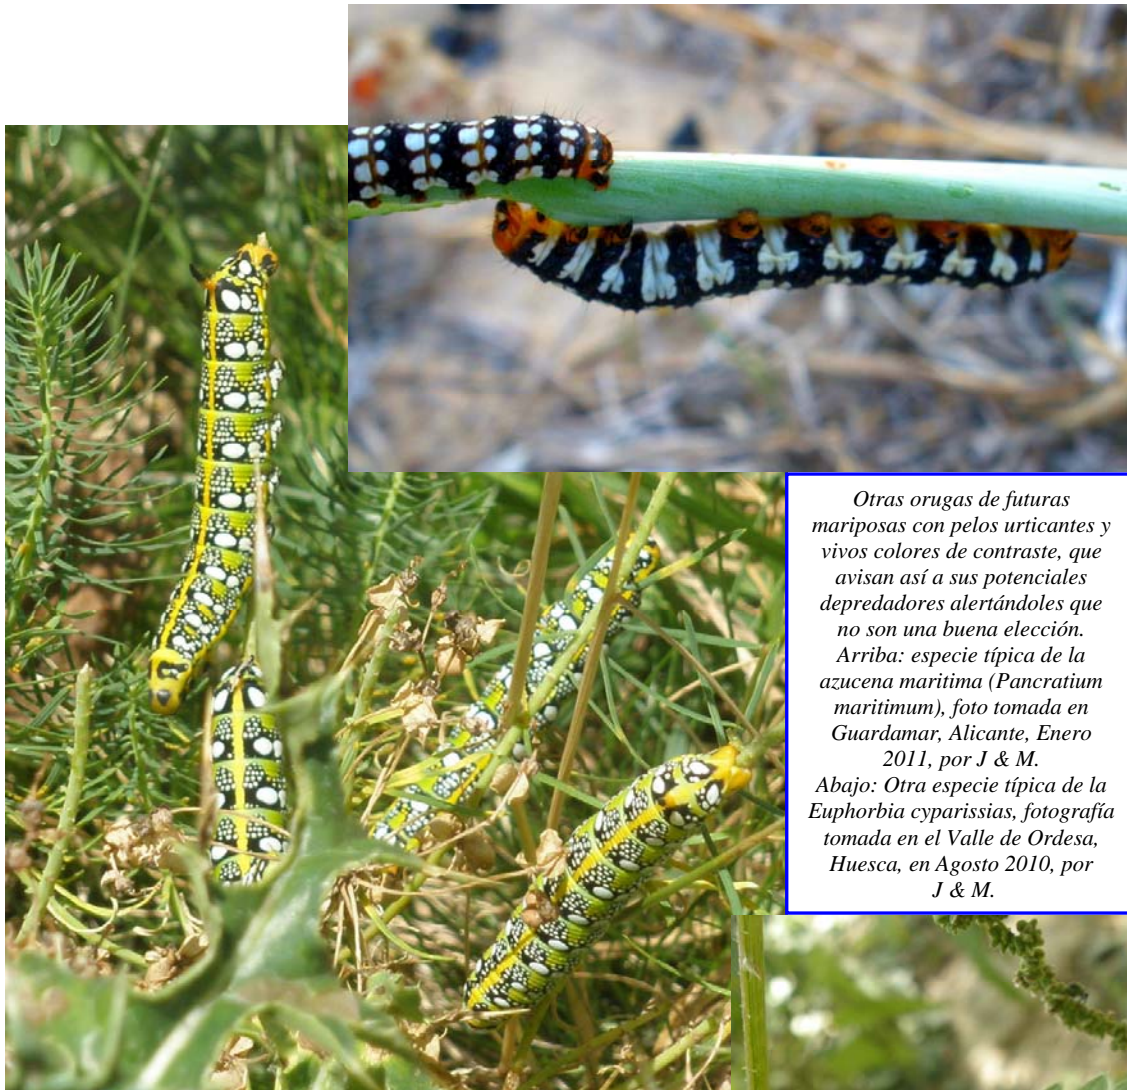 Otras orugas de futuras
mariposas con pelos urticantes y
vivos colores de contraste, que
avisan así a sus potenciales
depredadores alertándoles que
no son una buena elección.
Arriba: especie típica de la
azucena maritima (Pancratium
maritimum), foto tomada en
Guardamar, Alicante, Enero
2011, por J & M.
Abajo: Otra especie típica de la
Euphorbia cyparissias, fotografía
tomada en el Valle de Ordesa,
Huesca, en Agosto 2010, por
J & M.